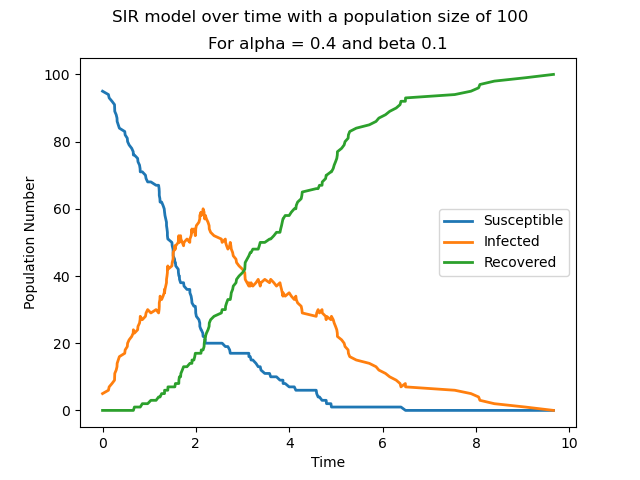 SIR model over time with a population size of 100
For alpha = 0.4 and beta 0.1
100
80
60
40
20
0
Population Number
Susceptible
Infected
Recovered
0 2 4 6 8 10
Time